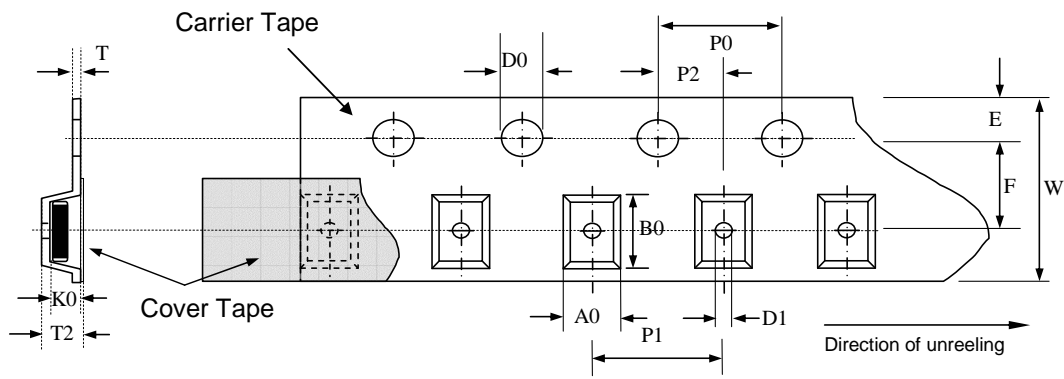 Carrier Tape
T
D0
P0
P2
E
F
W
B0
K0
T2
Cover Tape
A0
D1
P1
Direction of unreeling